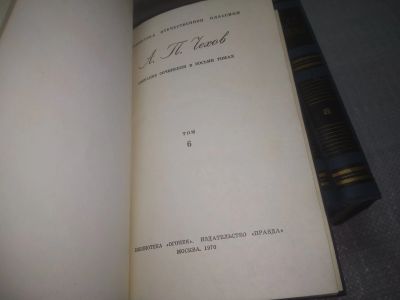 БИБЛИОТЕКА ОТЕЧЕСТВЕННОЙ КЛАССИКИ
А. П. Чехов
СОБРАНИЕ СОЧИНЕНИЙ В ВОСЬМИ ТОМАХ
ТОМ
6
БИБЛИОТЕКА «ОГОНЕК». ИЗДАТЕЛЬСТВО «ПРАВДА»
МОСКВА, 1970